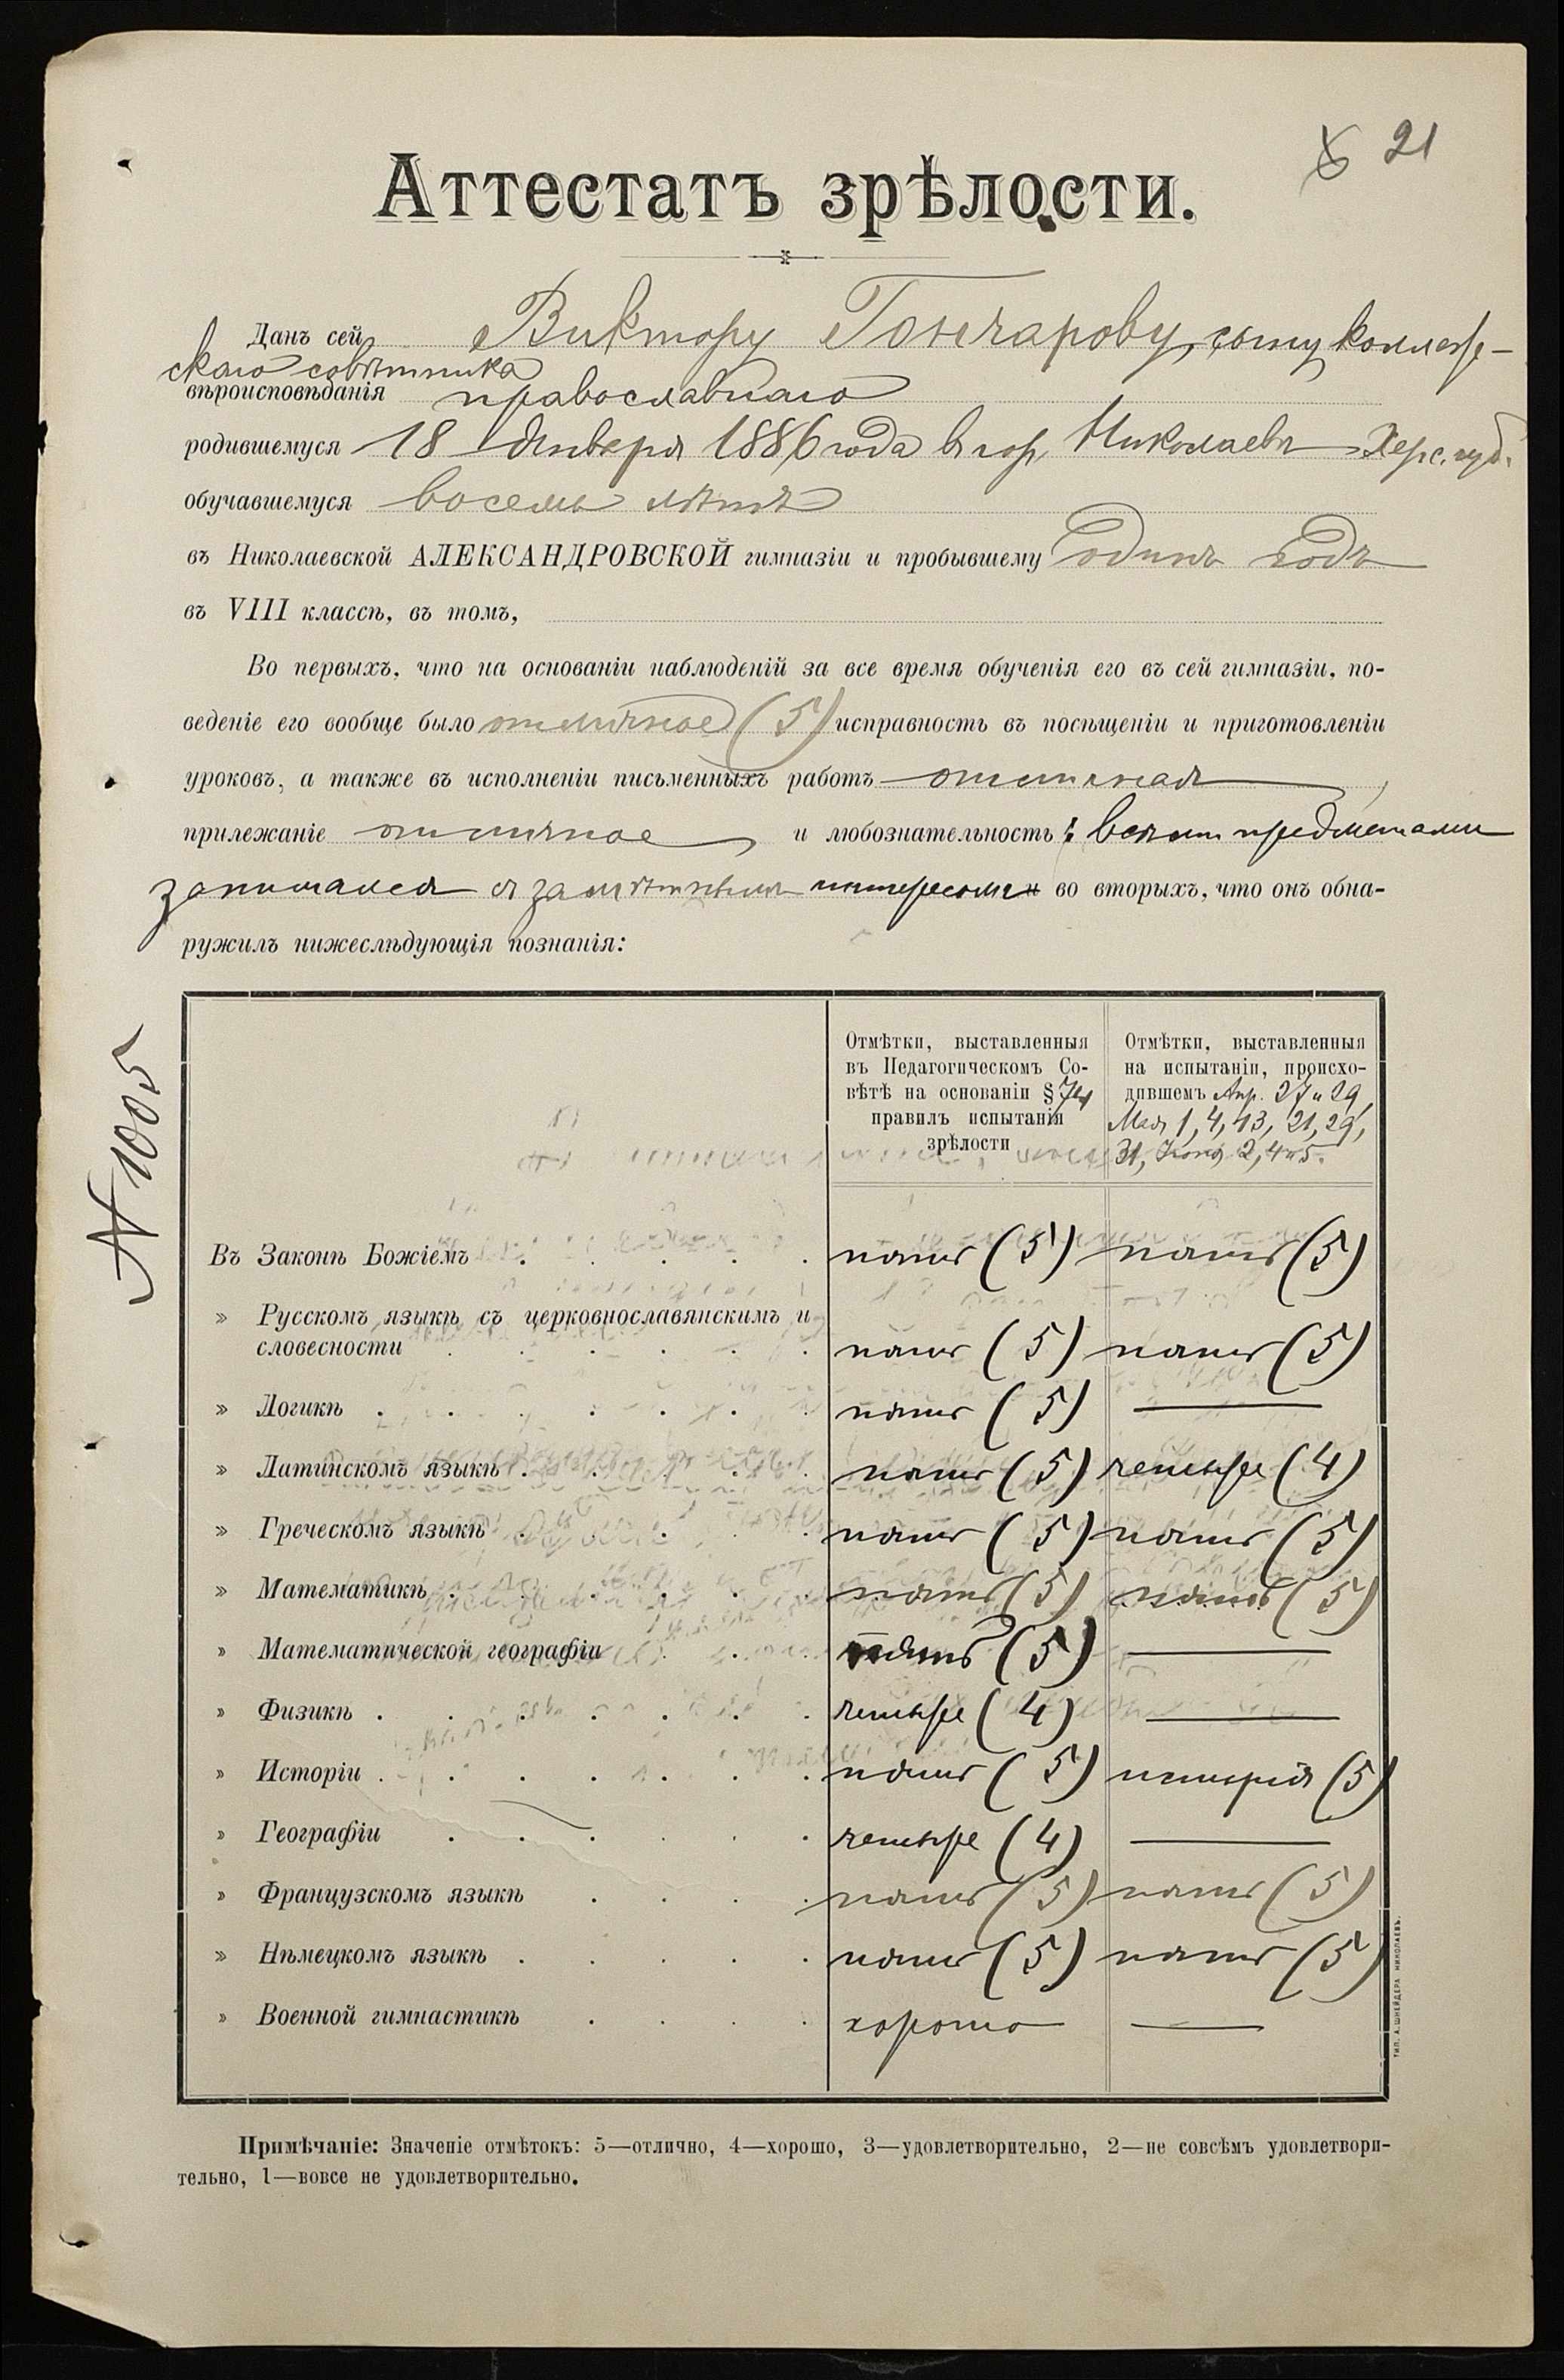 21
Аттестатъ зрѣлости.
Данъ сей Виктору Гончарову, сыну коллеж-
скаго совѣтника
вѣроисповѣданія православнаго
родившемуся 18 Января 1886 года въ гор. Николаевѣ Херс. губ.
обучавшемуся восемь лѣтъ
въ Николаевской АЛЕКСАНДРОВСКОЙ гимназіи и пробывшему одинъ годъ
въ VIII классѣ, въ томъ,
Во первыхъ, что на основаніи наблюденій за все время обученія его въ сей гимназіи, по-
веденіе его вообще было отличное (5) исправность въ посѣщеніи и приготовленіи
уроковъ, а также въ исполненіи письменныхъ работъ отличная,
прилежаніе отличное, и любознательность: всѣми предметами
занимался съ замѣтнымъ интересомъ и во вторыхъ, что онъ обна-
ружилъ нижеслѣдующія познанія:
N 1005
Отмѣтки, выставленныя въ Педагогическомъ Со-
вѣтѣ на основаніи § 74
правилъ испытанія
зрѣлости
Отмѣтки, выставленныя
на испытаніи, происхо-
дившемъ Апр. 27 и 29,
Мая 1, 4, 13, 21, 29,
31, Іюня 2, 4 и 5.
Въ Законѣ Божіемъ . . . . . пять (5) пять (5)
» Русскомъ языкѣ съ церковнославянскимъ и
словесности . . . . . . пять (5) пять (5)
» Логикѣ . . . . . . . пять (5) —
» Латинскомъ языкѣ . . . . . пять (5) четыре (4)
» Греческомъ языкѣ . . . . . пять (5) пять (5)
» Математикѣ . . . . . . пять (5) пять (5)
» Математической географіи . . . пять (5) —
» Физикѣ . . . . . . . четыре (4) —
» Исторіи . . . . . . . пять (5) (5)
» Географіи . . . . . . четыре (4) —
» Французскомъ языкѣ . . . . пять (5) пять (5)
» Нѣмецкомъ языкѣ . . . . . пять (5) пять (5)
» Военной гимнастикѣ . . . . хорошо —
ТИП. А. ШНЕЙДЕРА НИКОЛАЕВЪ.
Примѣчаніе: Значеніе отмѣтокъ: 5—отлично, 4—хорошо, 3—удовлетворительно, 2—не совсѣмъ удовлетвори-
тельно, 1—вовсе не удовлетворительно.